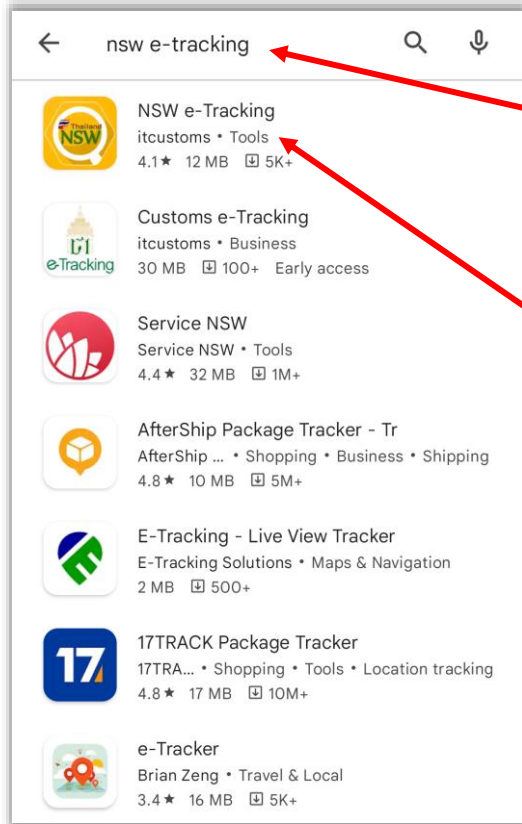 nsw e-tracking
Thailand
NSW
NSW e-Tracking
itcustoms • Tools
4.1★ 12 MB 5K+
e-Tracking
Customs e-Tracking
itcustoms • Business
30 MB 100+ Early access
Service NSW
Service NSW • Tools
4.4★ 32 MB 1M+
AfterShip Package Tracker - Tr
AfterShip ... • Shopping • Business • Shipping
4.8★ 10 MB 5M+
E-Tracking - Live View Tracker
E-Tracking Solutions • Maps & Navigation
2 MB 500+
17
17TRACK Package Tracker
17TRA... • Shopping • Tools • Location tracking
4.8★ 17 MB 10M+
e-Tracker
Brian Zeng • Travel & Local
3.4★ 16 MB 5K+